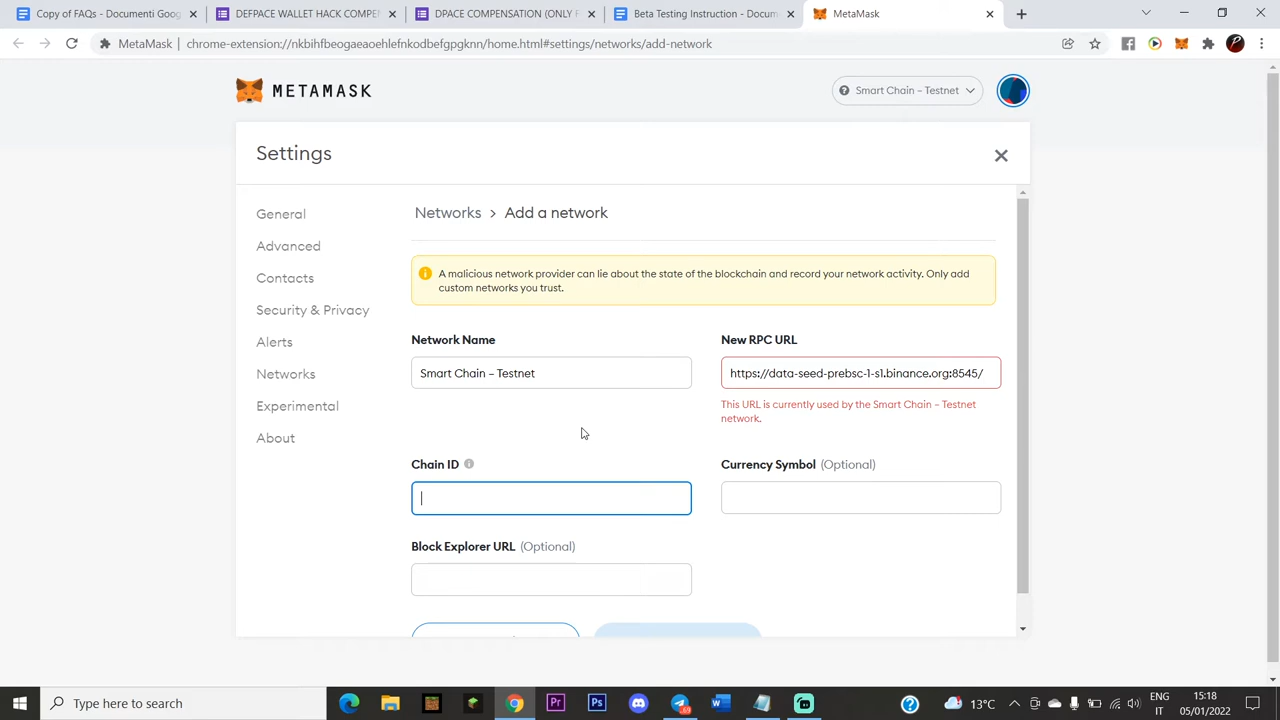 Copy of FAQs - Documenti Goog
DEFPACE WALLET HACK COMPEN
DPACE COMPENSATION (ONLY F
Beta Testing Instruction - Docum
MetaMask
MetaMask
chrome-extension://nkbihfbeogaeaoehlefnkodbefgpgknn/home.html#settings/networks/add-network
METAMASK
Smart Chain – Testnet
Settings
General
Advanced
Contacts
Security & Privacy
Alerts
Networks
Experimental
About
Networks > Add a network
A malicious network provider can lie about the state of the blockchain and record your network activity. Only add
custom networks you trust.
Network Name
Smart Chain – Testnet
New RPC URL
https://data-seed-prebsc-1-s1.binance.org:8545/
This URL is currently used by the Smart Chain – Testnet
network.
Chain ID
Currency Symbol (Optional)
Block Explorer URL (Optional)
Type here to search
13°C
ENG
IT
15:18
05/01/2022